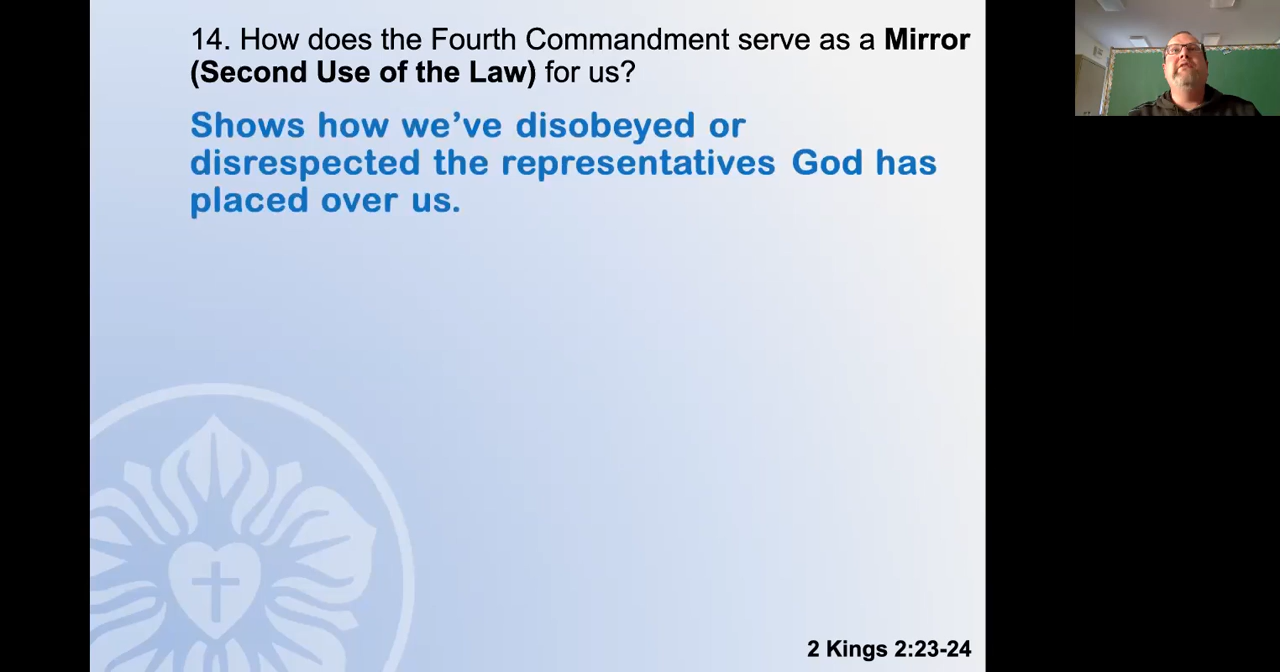 14. How does the Fourth Commandment serve as a Mirror
(Second Use of the Law) for us?
Shows how we’ve disobeyed or
disrespected the representatives God has
placed over us.
2 Kings 2:23-24